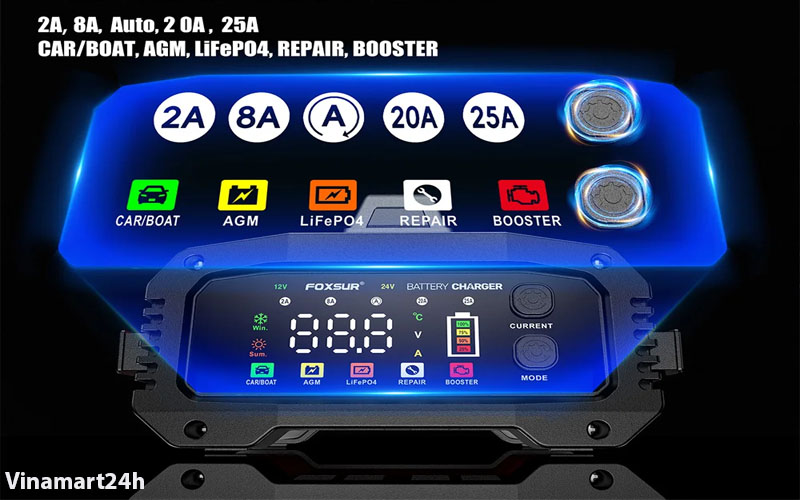 2A, 8A, Auto, 2 0A , 25A
CAR/BOAT, AGM, LiFePO4, REPAIR, BOOSTER
2A 8A A 20A 25A
CAR/BOAT AGM LiFePO4 REPAIR BOOSTER
12V FOXSUR® 24V BATTERY CHARGER
2A 8A A 20A 25A
Win. 88.8 °C 100%
V 75%
CURRENT
Sum. A 50%
25%
CAR/BOAT AGM LiFePO4 REPAIR BOOSTER
MODE
Vinamart24h